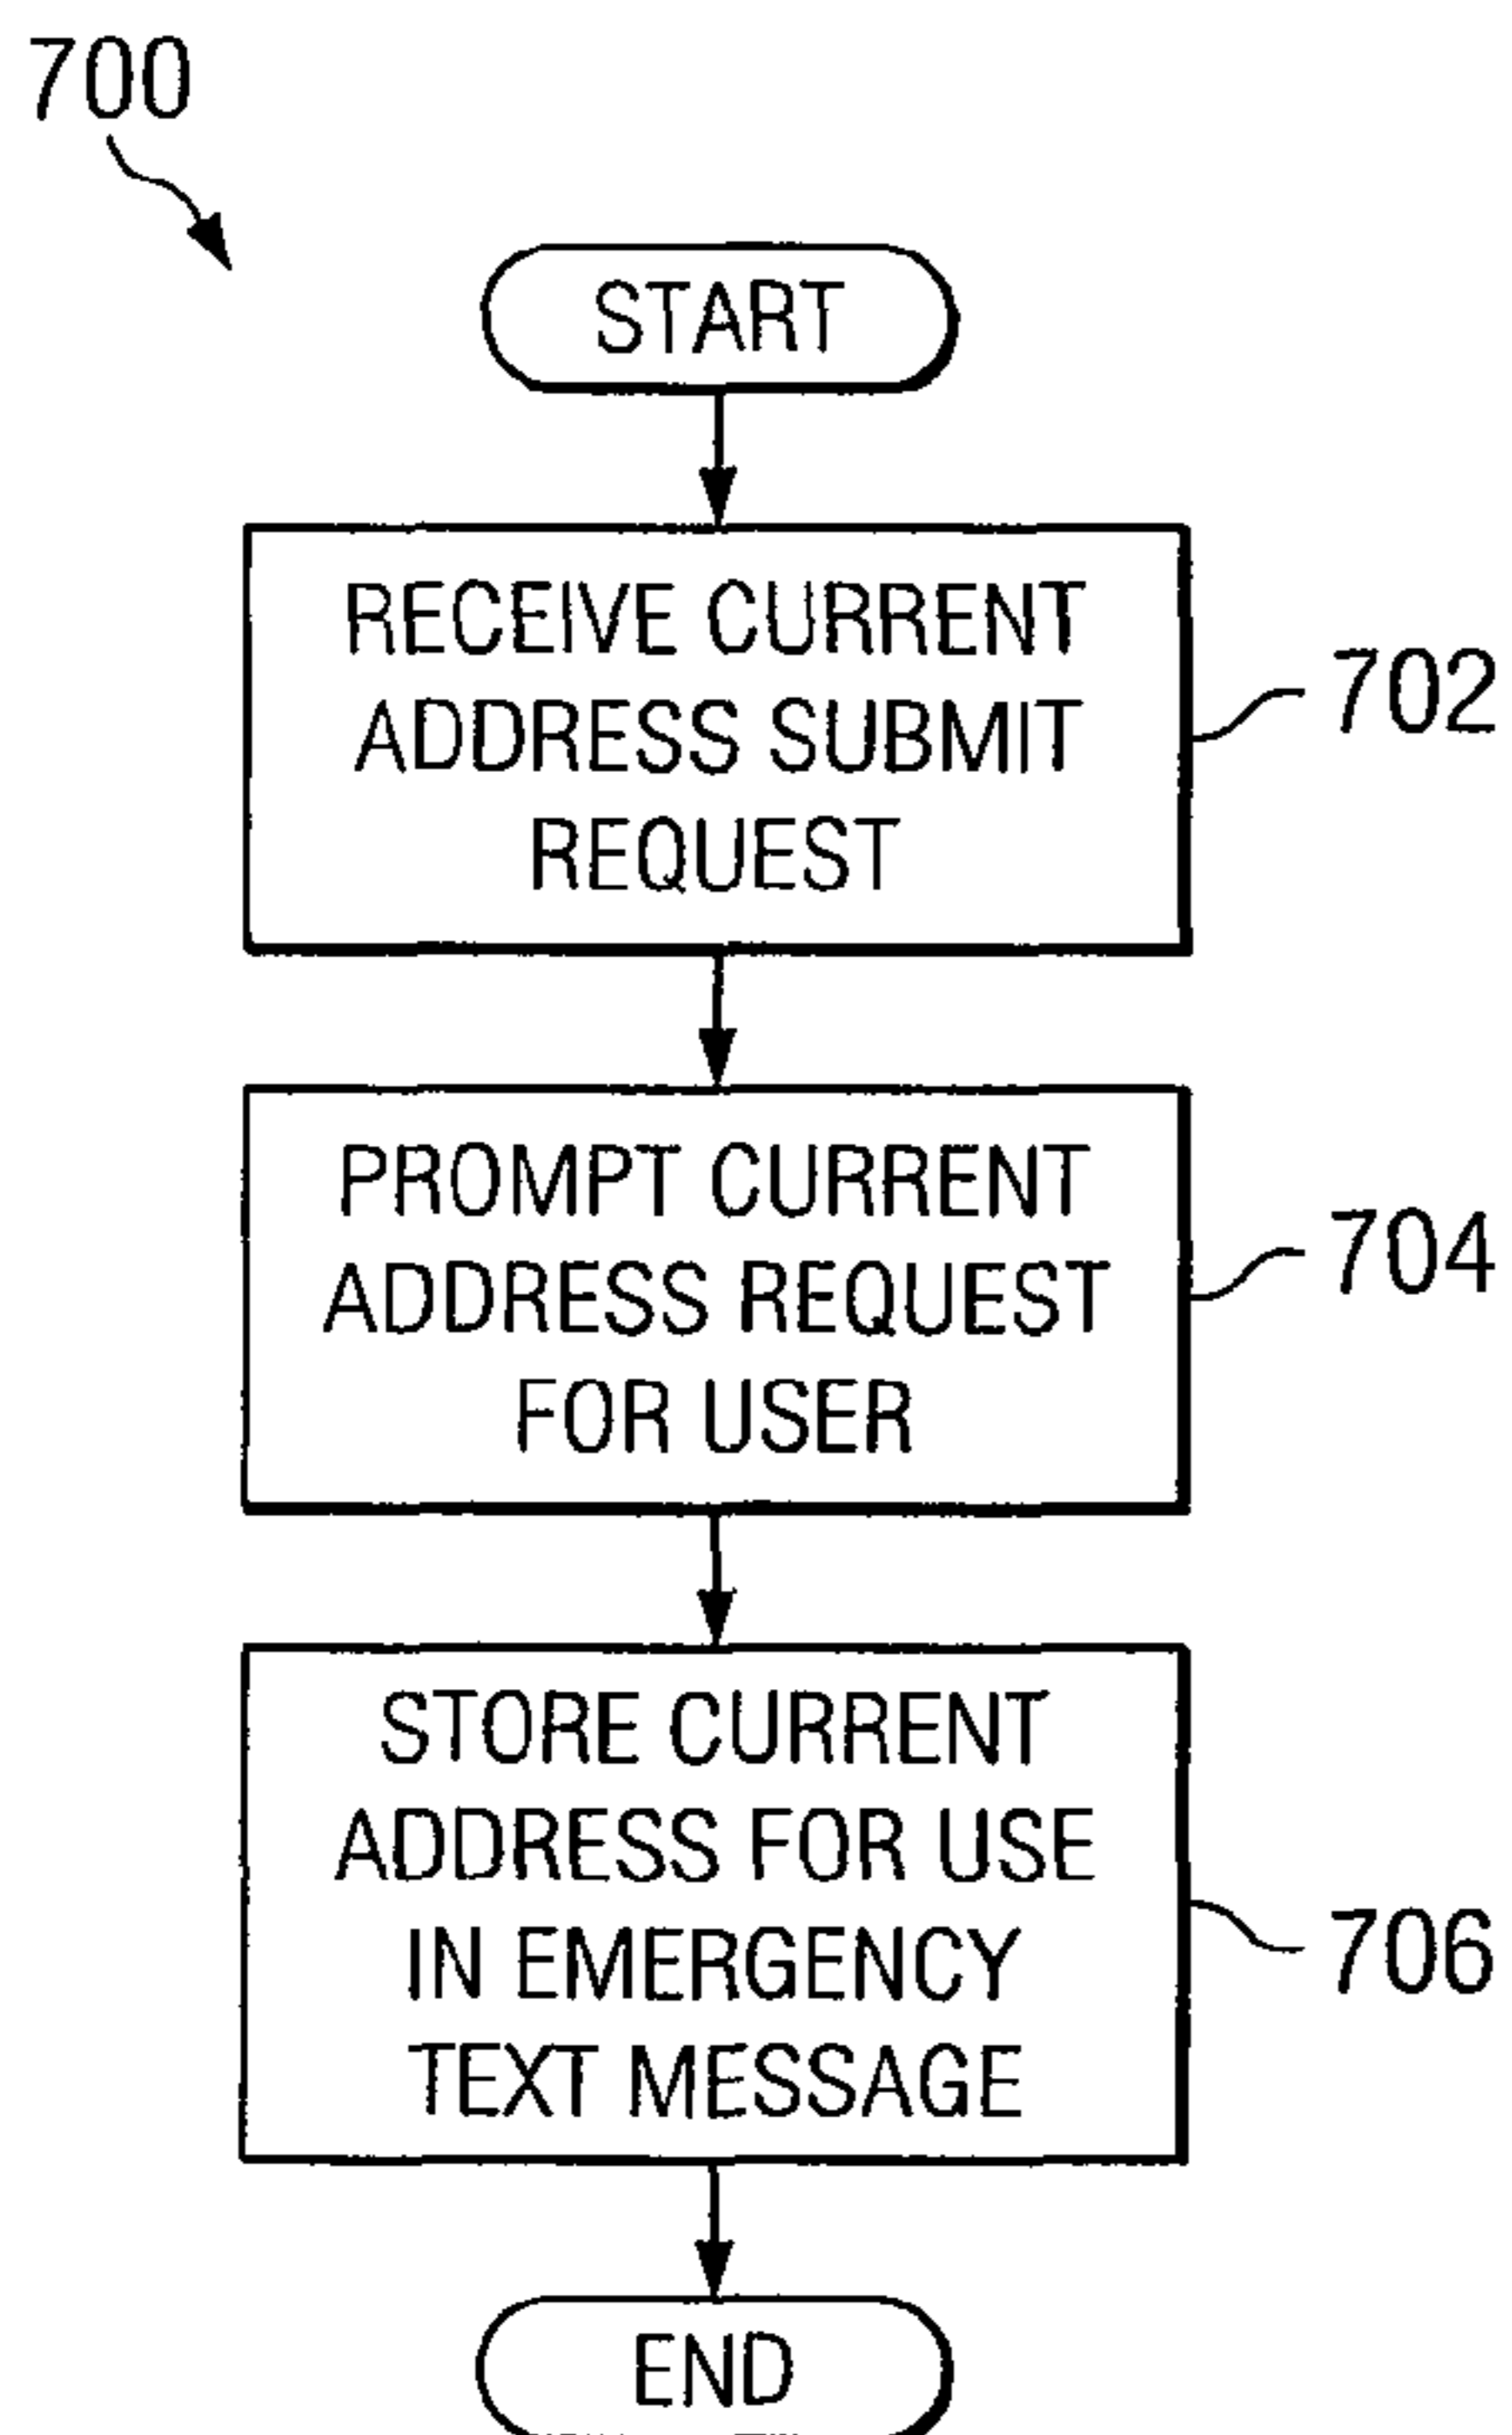 700
START
RECEIVE CURRENT
ADDRESS SUBMIT
REQUEST
702
PROMPT CURRENT
ADDRESS REQUEST
FOR USER
704
STORE CURRENT
ADDRESS FOR USE
IN EMERGENCY
TEXT MESSAGE
706
END